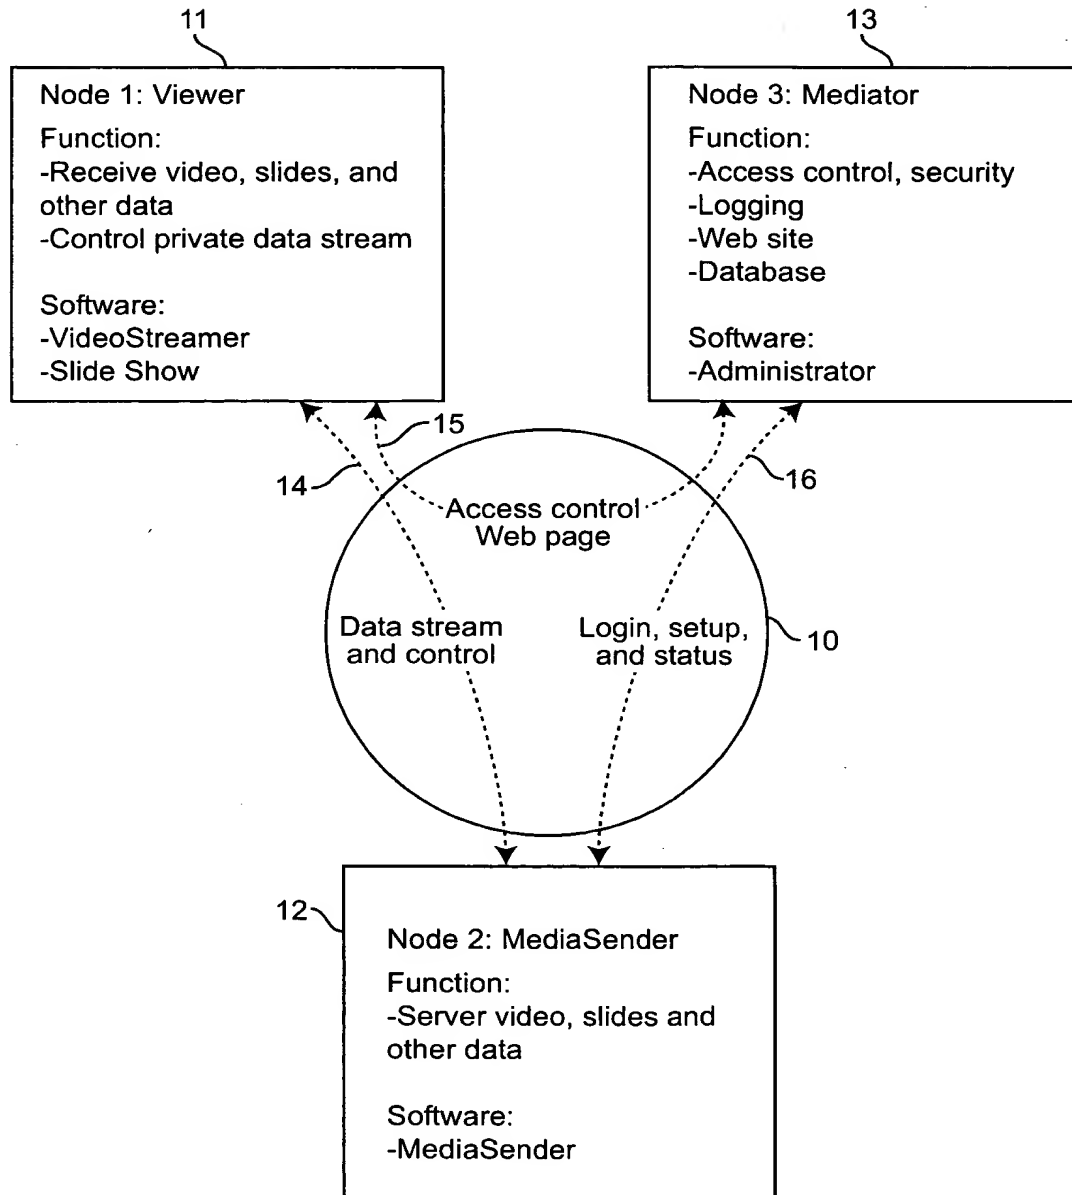 11
Node 1: Viewer
Function:
-Receive video, slides, and
other data
-Control private data stream
Software:
-VideoStreamer
-Slide Show
13
Node 3: Mediator
Function:
-Access control, security
-Logging
-Web site
-Database
Software:
-Administrator
15
14
16
Access control
Web page
Data stream
and control
Login, setup,
and status
10
12
Node 2: MediaSender
Function:
-Server video, slides and
other data
Software:
-MediaSender